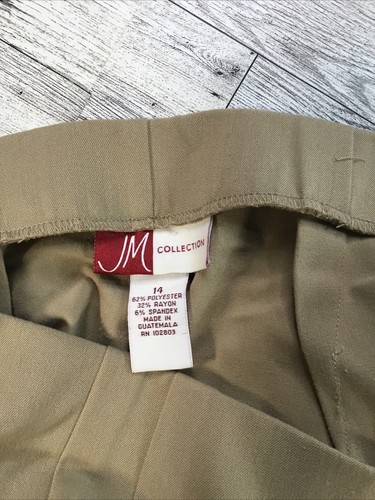 JM COLLECTION
14
62% POLYESTER
32% RAYON
6% SPANDEX
MADE IN
GUATEMALA
RN 102803